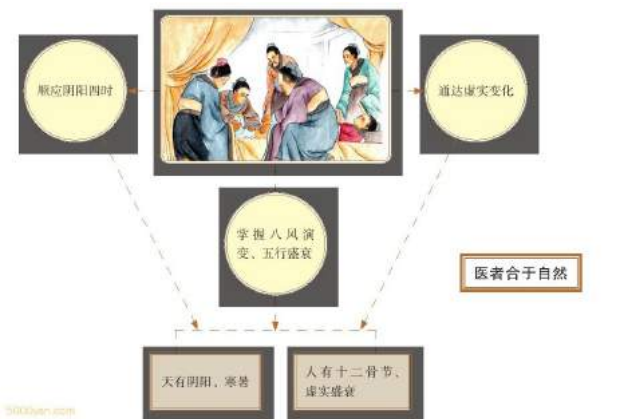 顺应阴阳四时
通达虚实变化
掌握八风演
变、五行盛衰
医者合于自然
天有阴阳、寒暑
人有十二骨节、
虚实盛衰
5000yan.com